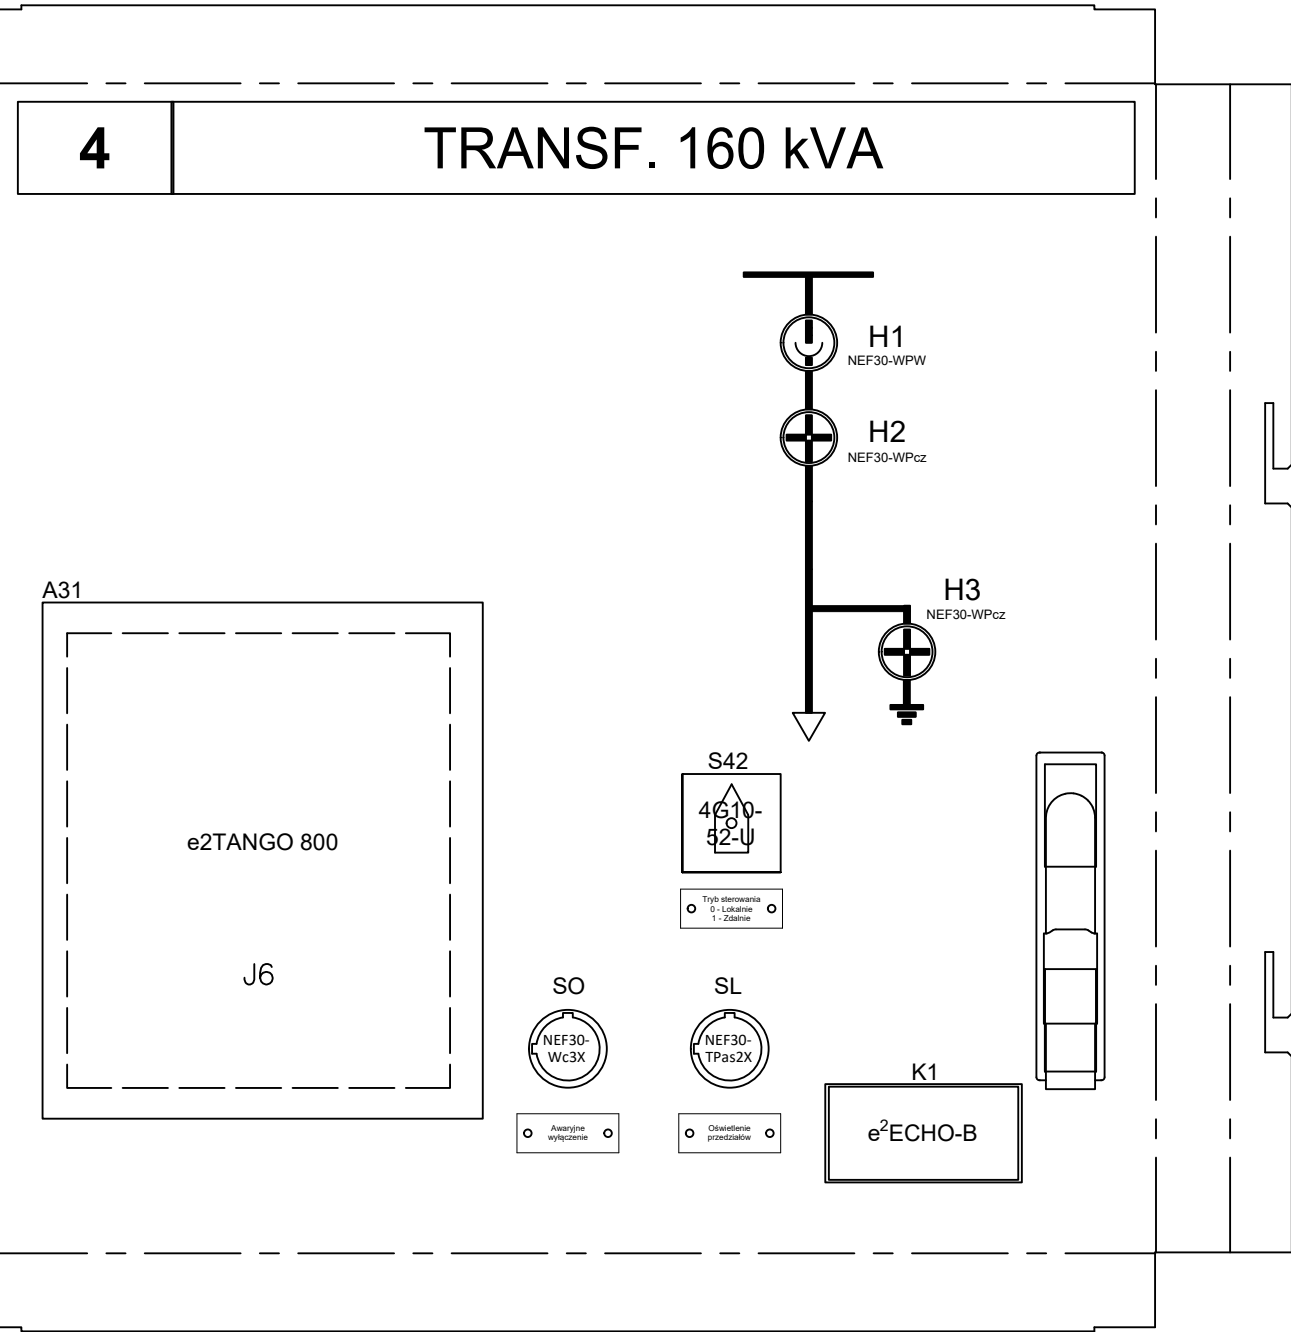 4
TRANSF. 160 kVA
H1
NEF30-WPW
H2
NEF30-WPcz
H3
NEF30-WPcz
A31
e2TANGO 800
J6
S42
4G10-
52-U
Tryb sterowania
0 - Lokalnie
1 - Zdalnie
SO
NEF30-
Wc3X
Awaryjne
wyłączenie
SL
NEF30-
TPas2X
Oświetlenie
przedziałów
K1
e²ECHO-B